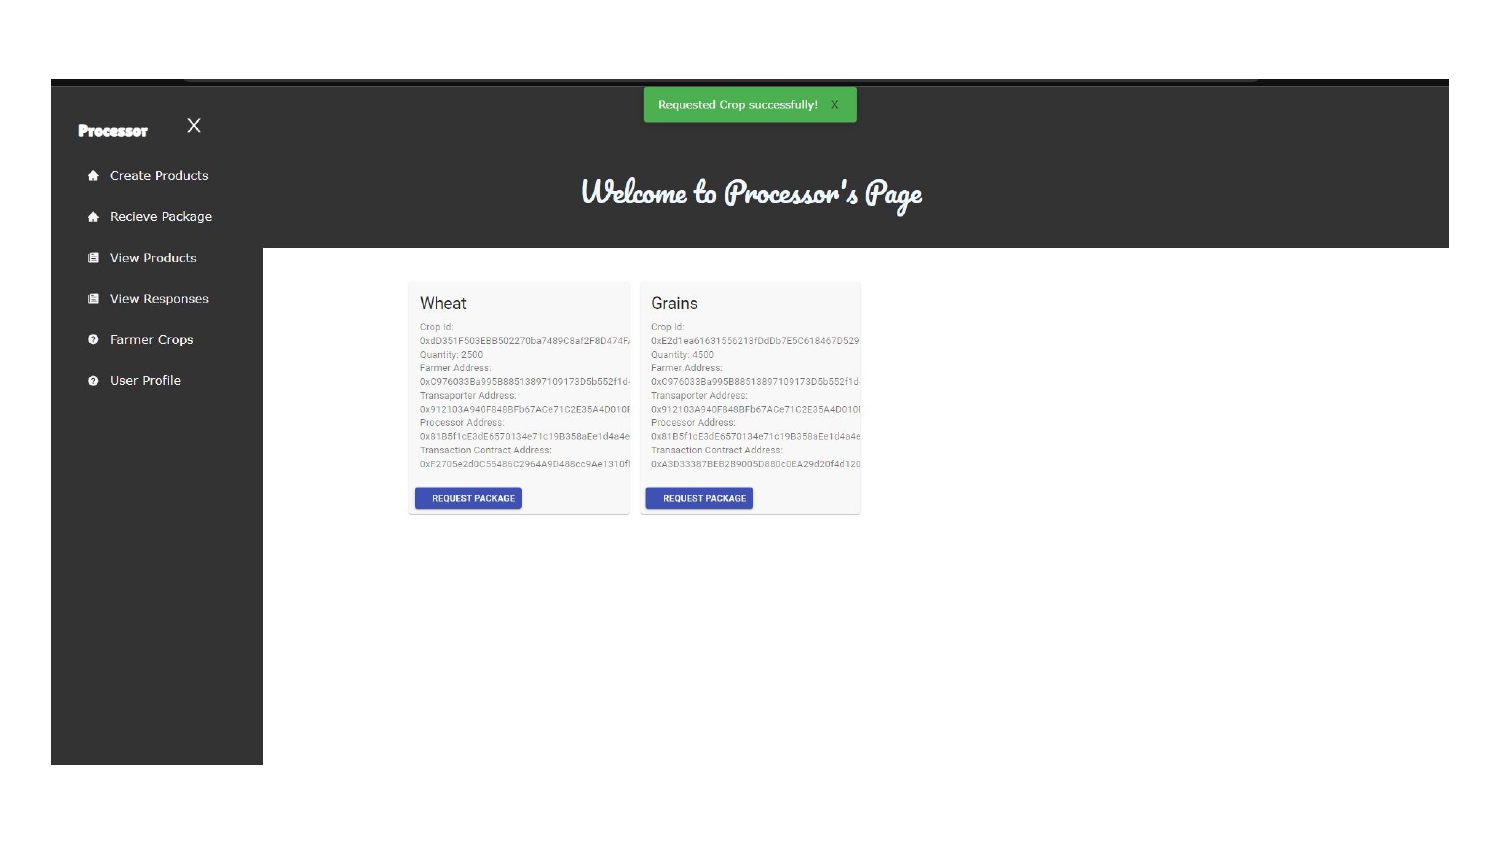 Requested Crop successfully! X
Processor X
Welcome to Processor's Page
Create Products
Recieve Package
View Products
View Responses
Farmer Crops
User Profile
Wheat
Crop Id:
0xdD351F503EBB502270ba7489C8af2F8D474F
Quantity: 2500
Farmer Address:
0xC976033Ba995B88513897109173D5b552f1d
Transaporter Address:
0x912103A940F848BFb67ACe71C2E35A4D010
Processor Address:
0x81B5f1cE3dE6570134e71c19B358aEe1d4a4e
Transaction Contract Address:
0xF2705e2d0C55486C2964A9D488cc9Ae1310f
REQUEST PACKAGE
Grains
Crop Id:
0xE2d1ea61631556213fDdDb7E5C618467D529
Quantity: 4500
Farmer Address:
0xC976033Ba995B88513897109173D5b552f1d
Transaporter Address:
0x912103A940F848BFb67ACe71C2E35A4D010
Processor Address:
0x81B5f1cE3dE6570134e71c19B358aEe1d4a4e
Transaction Contract Address:
0xA3D33387BEB2B9005D880c0EA29d20f4d120
REQUEST PACKAGE